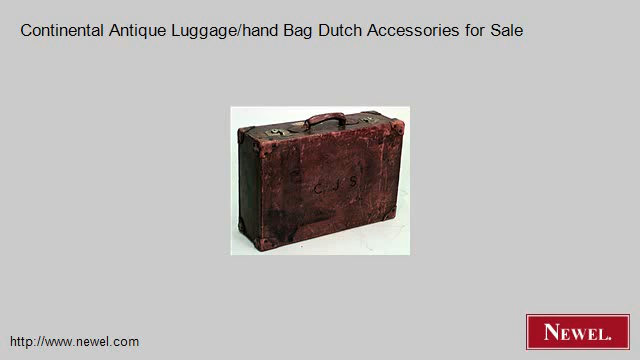 Continental Antique Luggage/hand Bag Dutch Accessories for Sale
C J S
http://www.newel.com
NEWEL.